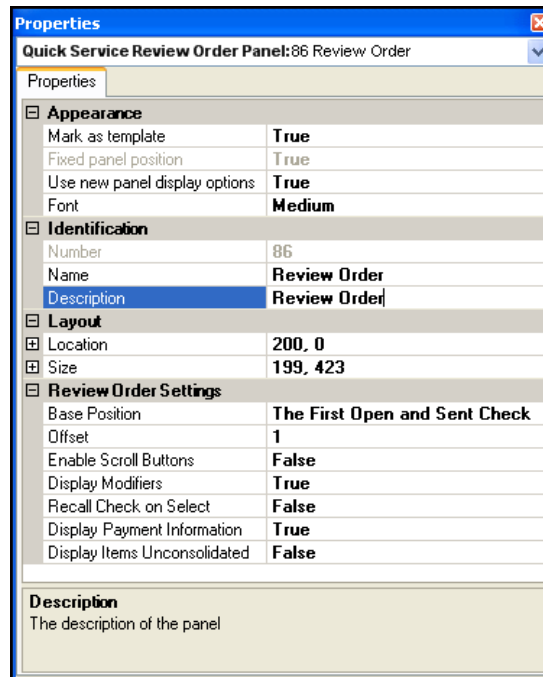 Properties
Quick Service Review Order Panel:86 Review Order
Properties
Appearance
Mark as template True
Fixed panel position True
Use new panel display options True
Font Medium
Identification
Number 86
Name Review Order
Description Review Order
Layout
Location 200, 0
Size 199, 423
Review Order Settings
Base Position The First Open and Sent Check
Offset 1
Enable Scroll Buttons False
Display Modifiers True
Recall Check on Select False
Display Payment Information True
Display Items Unconsolidated False
Description
The description of the panel